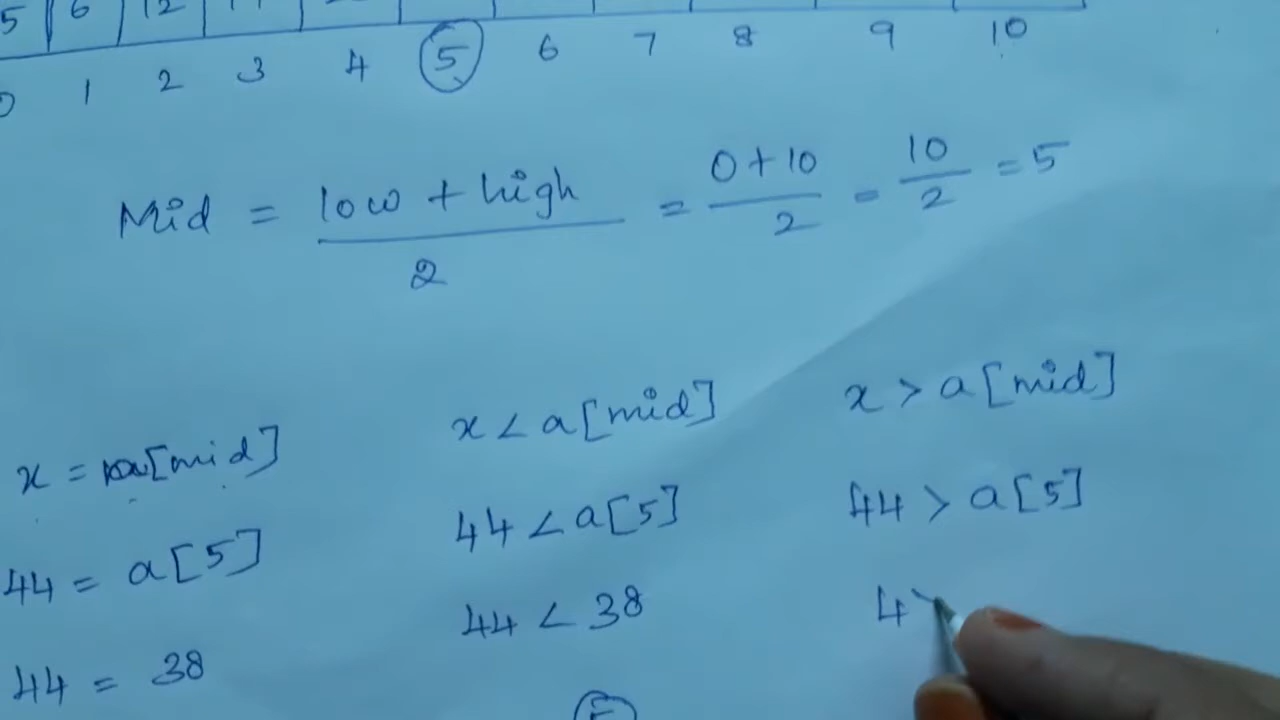 5 6 12
0 1 2 3 4 5 6 7 8 9 10
Mid = low + high / 2 = 0 + 10 / 2 = 10 / 2 = 5
x = a[mid] x < a[mid] x > a[mid]
44 = a[5] 44 < a[5] 44 > a[5]
44 = 38 44 < 38 4
F